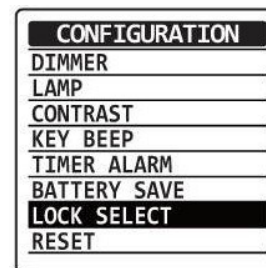 CONFIGURATION
DIMMER
LAMP
CONTRAST
KEY BEEP
TIMER ALARM
BATTERY SAVE
LOCK SELECT
RESET